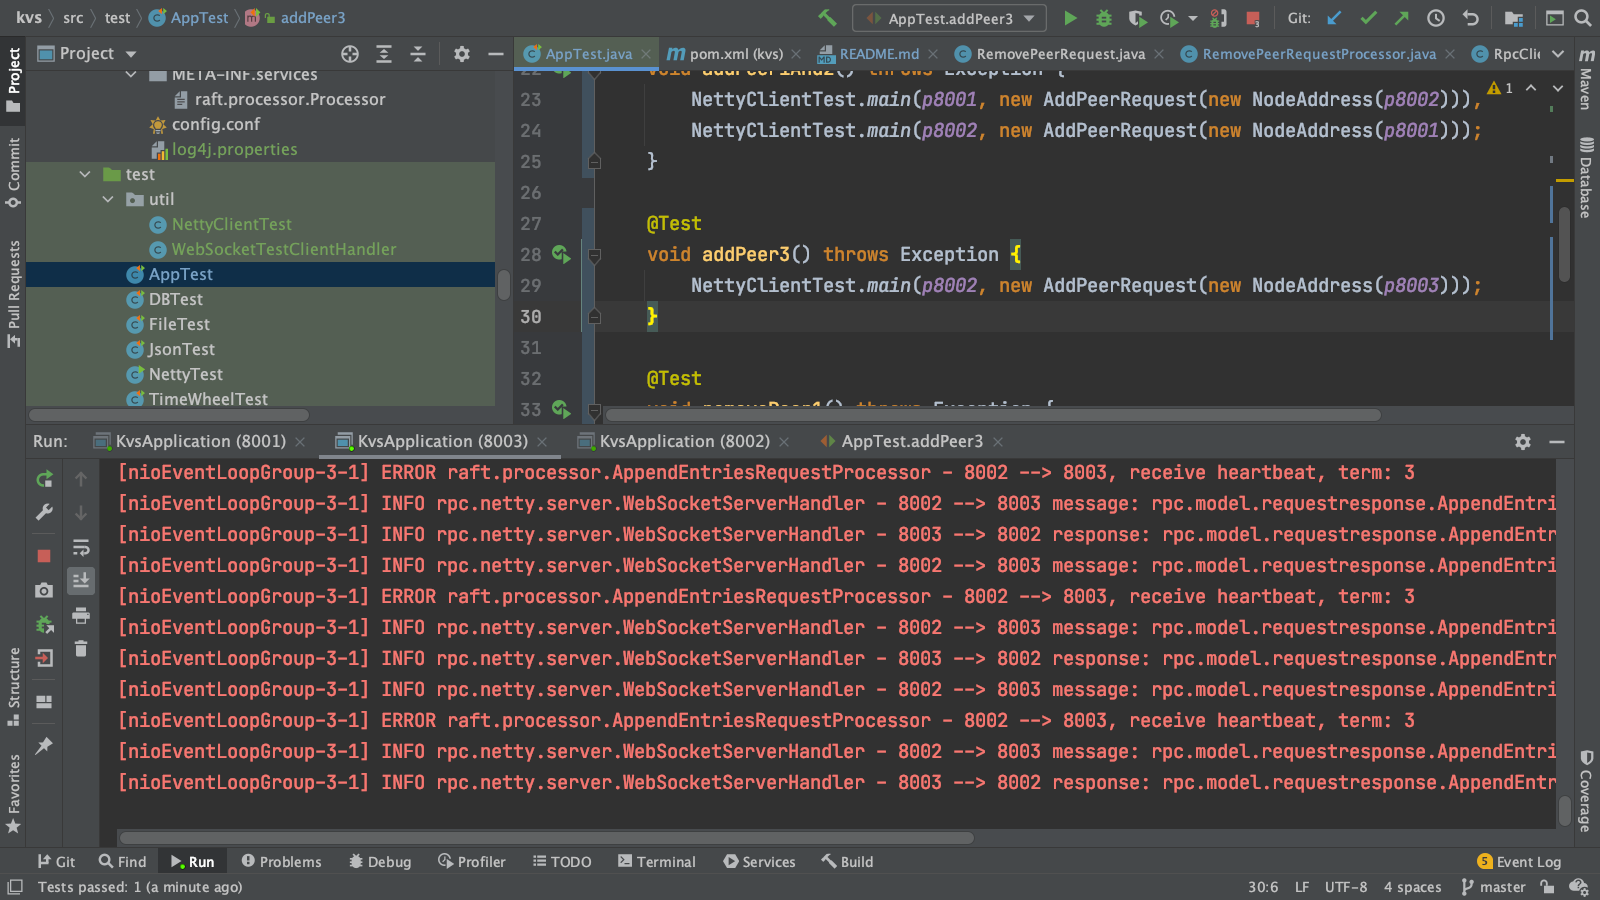 kvs src test AppTest addPeer3 AppTest.addPeer3 Git:
Project
AppTest.java pom.xml (kvs) README.md RemovePeerRequest.java RemovePeerRequestProcessor.java RpcClie
META-INF.services
raft.processor.Processor
config.conf
log4j.properties
test
util
NettyClientTest
WebSocketTestClientHandler
AppTest
DBTest
FileTest
JsonTest
NettyTest
TimeWheelTest
22 void addPeer1And2() throws Exception {
23 NettyClientTest.main(p8001, new AddPeerRequest(new NodeAddress(p8002)));
24 NettyClientTest.main(p8002, new AddPeerRequest(new NodeAddress(p8001)));
25 }
26
27 @Test
28 void addPeer3() throws Exception {
29 NettyClientTest.main(p8002, new AddPeerRequest(new NodeAddress(p8003)));
30 }
31
32 @Test
33 void removePeer1() throws Exception {
1
Project
Commit
Pull Requests
Structure
Favorites
Maven
Database
Coverage
Run: KvsApplication (8001) KvsApplication (8003) KvsApplication (8002) AppTest.addPeer3
[nioEventLoopGroup-3-1] ERROR raft.processor.AppendEntriesRequestProcessor - 8002 --> 8003, receive heartbeat, term: 3
[nioEventLoopGroup-3-1] INFO rpc.netty.server.WebSocketServerHandler - 8002 --> 8003 message: rpc.model.requestresponse.AppendEntri
[nioEventLoopGroup-3-1] INFO rpc.netty.server.WebSocketServerHandler - 8003 --> 8002 response: rpc.model.requestresponse.AppendEntr
[nioEventLoopGroup-3-1] INFO rpc.netty.server.WebSocketServerHandler - 8002 --> 8003 message: rpc.model.requestresponse.AppendEntri
[nioEventLoopGroup-3-1] ERROR raft.processor.AppendEntriesRequestProcessor - 8002 --> 8003, receive heartbeat, term: 3
[nioEventLoopGroup-3-1] INFO rpc.netty.server.WebSocketServerHandler - 8002 --> 8003 message: rpc.model.requestresponse.AppendEntri
[nioEventLoopGroup-3-1] INFO rpc.netty.server.WebSocketServerHandler - 8003 --> 8002 response: rpc.model.requestresponse.AppendEntr
[nioEventLoopGroup-3-1] INFO rpc.netty.server.WebSocketServerHandler - 8002 --> 8003 message: rpc.model.requestresponse.AppendEntri
[nioEventLoopGroup-3-1] ERROR raft.processor.AppendEntriesRequestProcessor - 8002 --> 8003, receive heartbeat, term: 3
[nioEventLoopGroup-3-1] INFO rpc.netty.server.WebSocketServerHandler - 8002 --> 8003 message: rpc.model.requestresponse.AppendEntri
[nioEventLoopGroup-3-1] INFO rpc.netty.server.WebSocketServerHandler - 8003 --> 8002 response: rpc.model.requestresponse.AppendEntr
Git Find Run Problems Debug Profiler TODO Terminal Services Build 5 Event Log
Tests passed: 1 (a minute ago) 30:6 LF UTF-8 4 spaces master